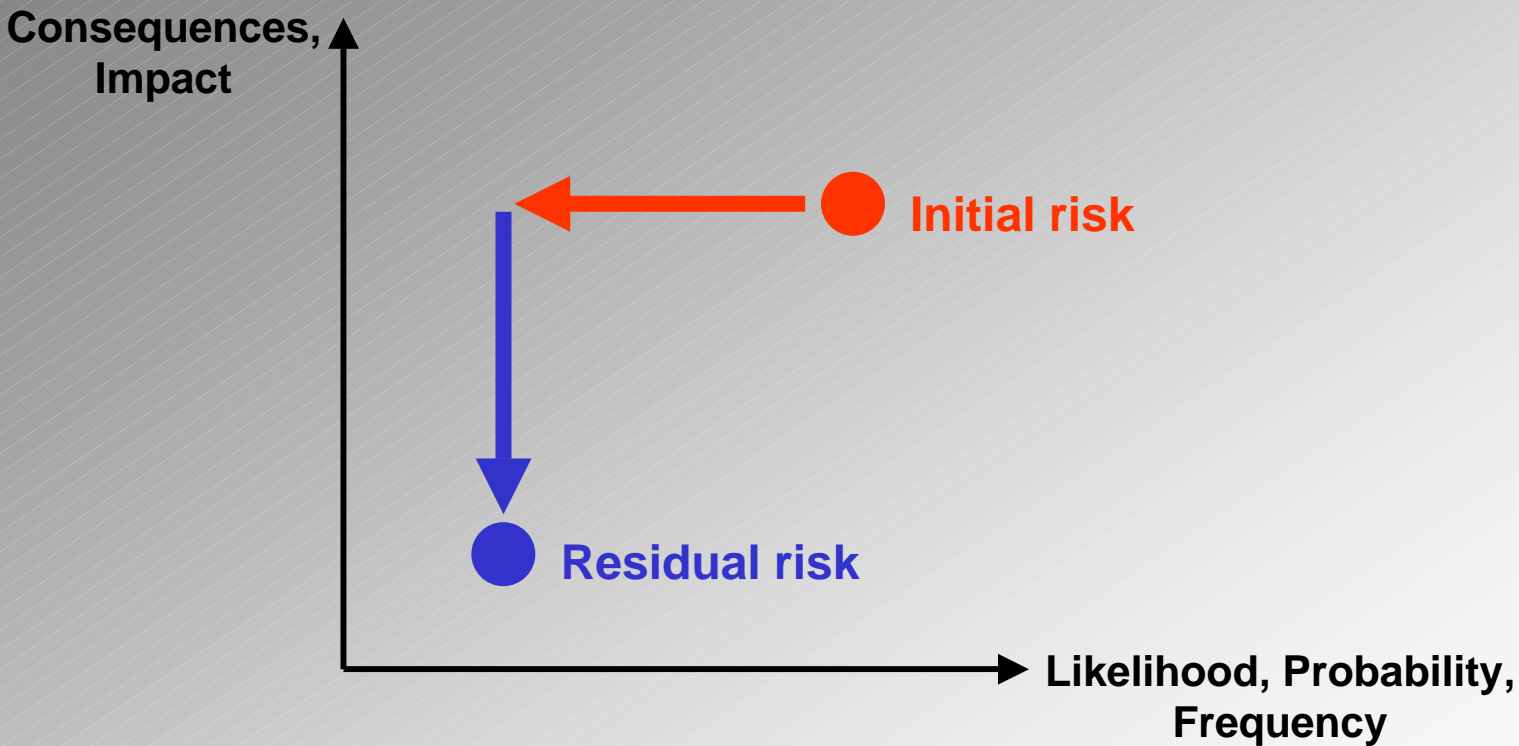 Consequences,
Impact
Initial risk
Residual risk
Likelihood, Probability,
Frequency